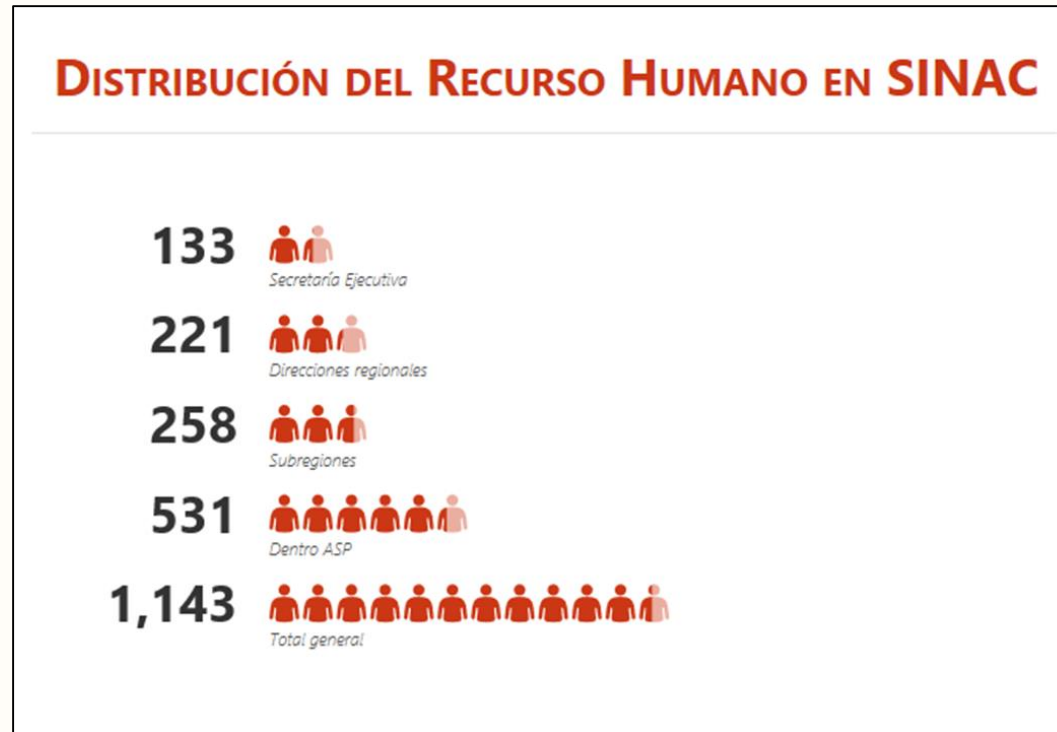 DISTRIBUCIÓN DEL RECURSO HUMANO EN SINAC
133
Secretaría Ejecutiva
221
Direcciones regionales
258
Subregiones
531
Dentro ASP
1,143
Total general